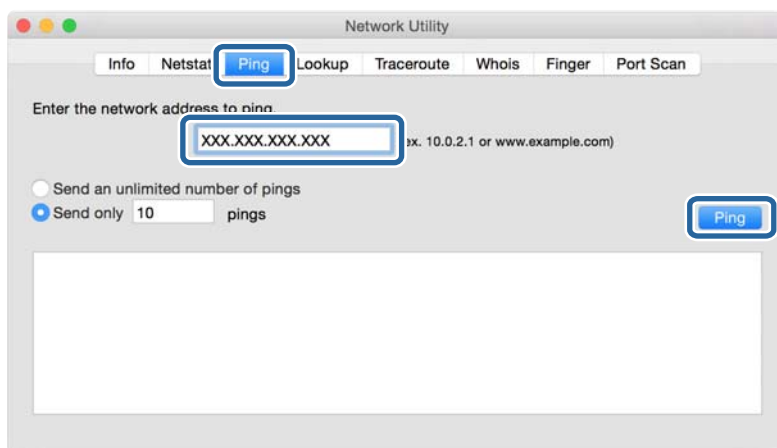 Network Utility
Info Netstat Ping Lookup Traceroute Whois Finger Port Scan
Enter the network address to ping.
XXX.XXX.XXX.XXX ex. 10.0.2.1 or www.example.com)
Send an unlimited number of pings
Send only 10 pings
Ping